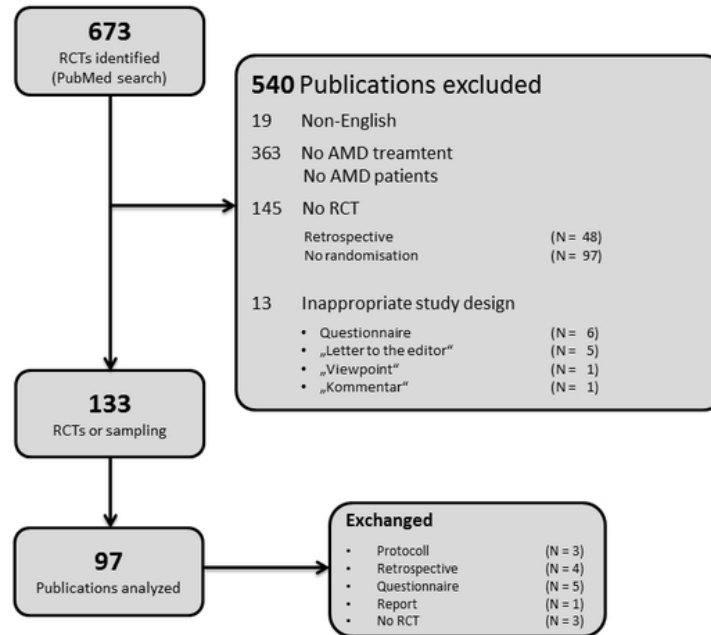 673
RCTs identified
(PubMed search)
540 Publications excluded
19 Non-English
363 No AMD treamtent
No AMD patients
145 No RCT
Retrospective (N = 48)
No randomisation (N = 97)
13 Inappropriate study design
• Questionnaire (N = 6)
• „Letter to the editor“ (N = 5)
• „Viewpoint“ (N = 1)
• „Kommentar“ (N = 1)
133
RCTs or sampling
97
Publications analyzed
Exchanged
• Protocoll (N = 3)
• Retrospective (N = 4)
• Questionnaire (N = 5)
• Report (N = 1)
• No RCT (N = 3)